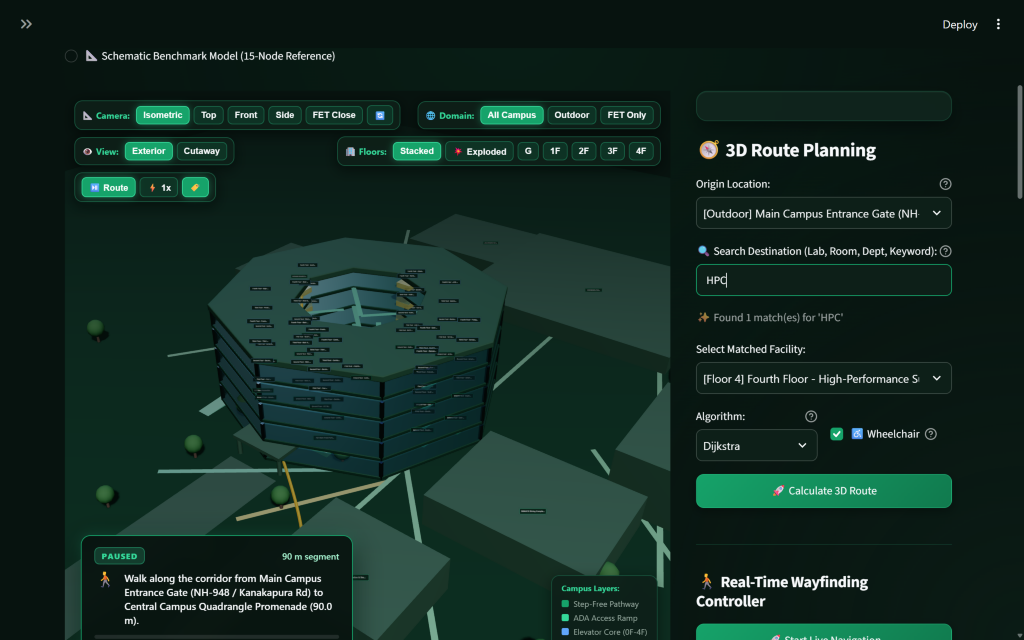 Deploy
Schematic Benchmark Model (15-Node Reference)
Camera: Isometric Top Front Side FET Close
Domain: All Campus Outdoor FET Only
View: Exterior Cutaway
Floors: Stacked Exploded G 1F 2F 3F 4F
Route 1x
PAUSED
90 m segment
Walk along the corridor from Main Campus
Entrance Gate (NH-948 / Kanakapura Rd) to
Central Campus Quadrangle Promenade (90.0
m).
Campus Layers:
Step-Free Pathway
ADA Access Ramp
Elevator Core (0F-4F)
3D Route Planning
Origin Location:
[Outdoor] Main Campus Entrance Gate (NH-
Search Destination (Lab, Room, Dept, Keyword):
HPC
Found 1 match(es) for 'HPC'
Select Matched Facility:
[Floor 4] Fourth Floor - High-Performance S
Algorithm:
Dijkstra
Wheelchair
Calculate 3D Route
Real-Time Wayfinding
Controller
Start Live Navigation